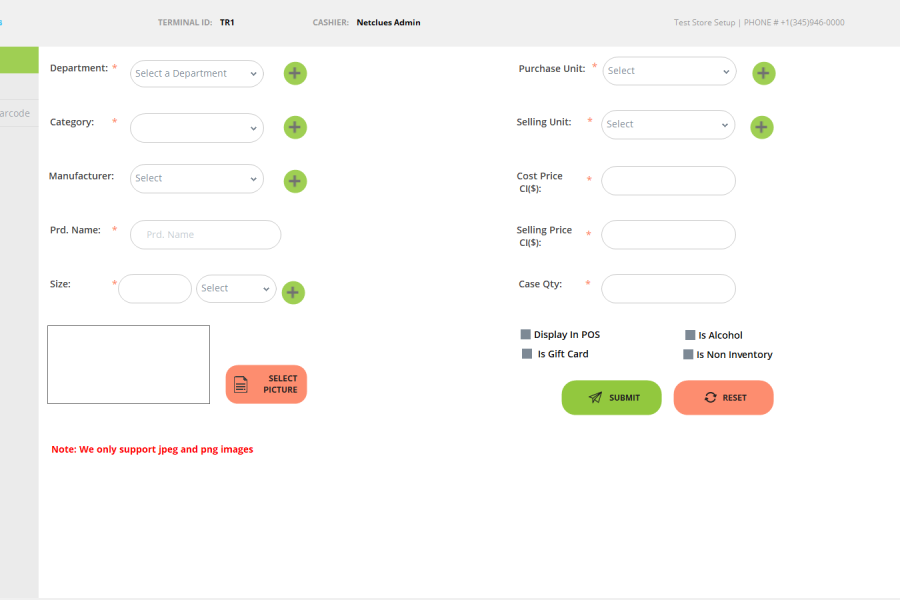 TERMINAL ID: TR1 CASHIER: Netclues Admin Test Store Setup | PHONE # +1(345)946-0000
arcode
Department: * Select a Department
Category: *
Manufacturer: Select
Prd. Name: * Prd. Name
Size: * Select
SELECT
PICTURE
Note: We only support jpeg and png images
Purchase Unit: * Select
Selling Unit: * Select
Cost Price
CI($): *
Selling Price
CI($): *
Case Qty: *
Display In POS Is Alcohol
Is Gift Card Is Non Inventory
SUBMIT RESET